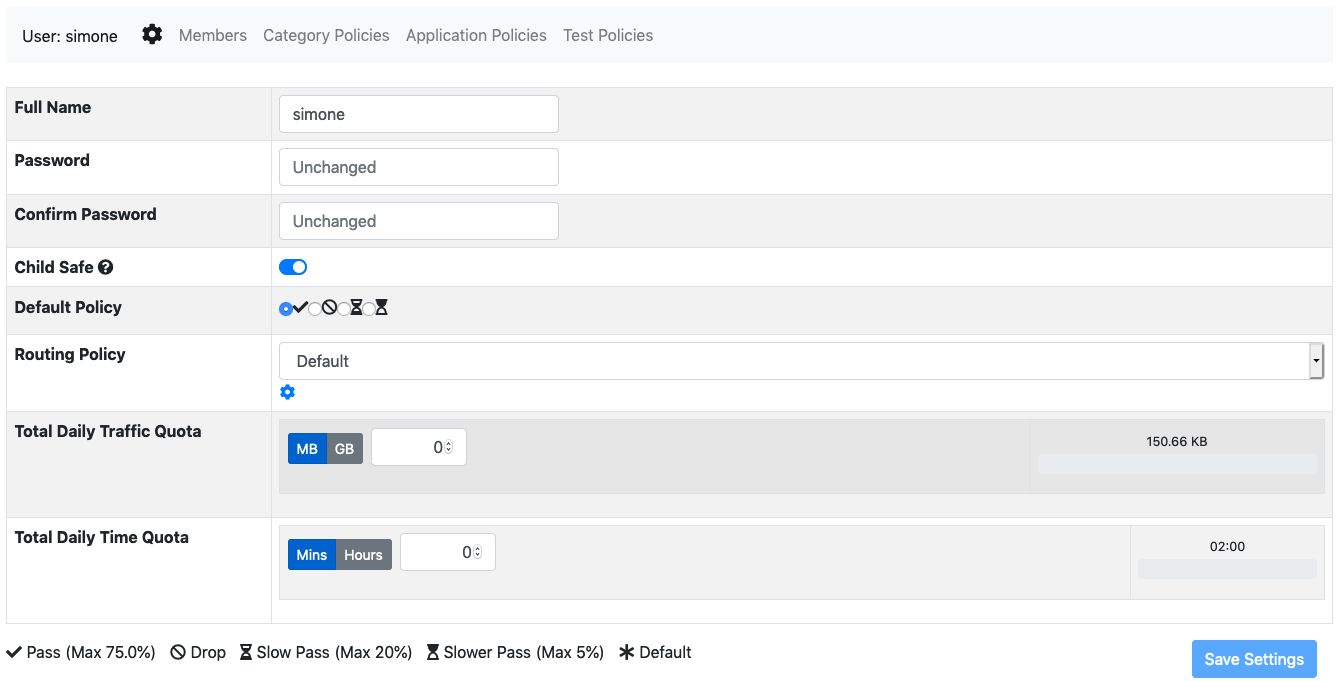 User: simone Members Category Policies Application Policies Test Policies
Full Name simone
Password Unchanged
Confirm Password Unchanged
Child Safe
Default Policy
Routing Policy Default
Total Daily Traffic Quota MB GB 0 150.66 KB
Total Daily Time Quota Mins Hours 0 02:00
Pass (Max 75.0%) Drop Slow Pass (Max 20%) Slower Pass (Max 5%) Default Save Settings